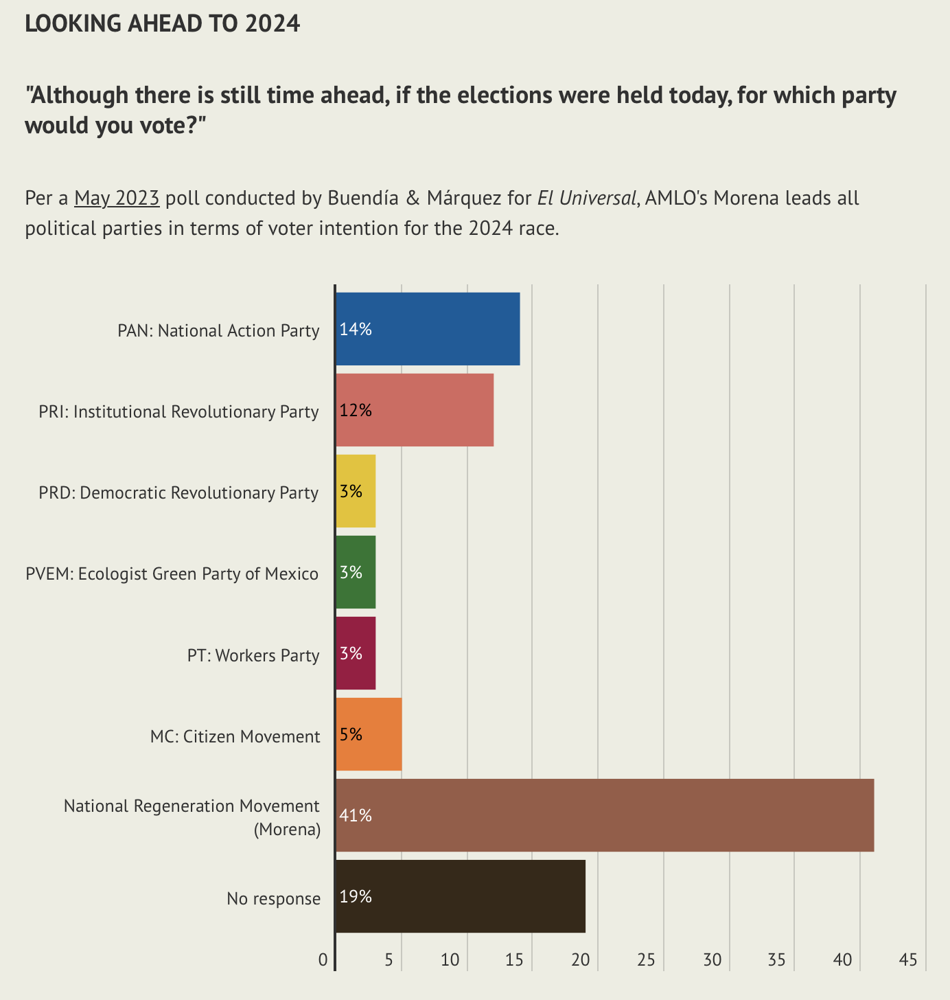 LOOKING AHEAD TO 2024
"Although there is still time ahead, if the elections were held today, for which party
would you vote?"
Per a May 2023 poll conducted by Buendía & Márquez for El Universal, AMLO's Morena leads all
political parties in terms of voter intention for the 2024 race.
PAN: National Action Party 14%
PRI: Institutional Revolutionary Party 12%
PRD: Democratic Revolutionary Party 3%
PVEM: Ecologist Green Party of Mexico 3%
PT: Workers Party 3%
MC: Citizen Movement 5%
National Regeneration Movement
(Morena) 41%
No response 19%
0 5 10 15 20 25 30 35 40 45